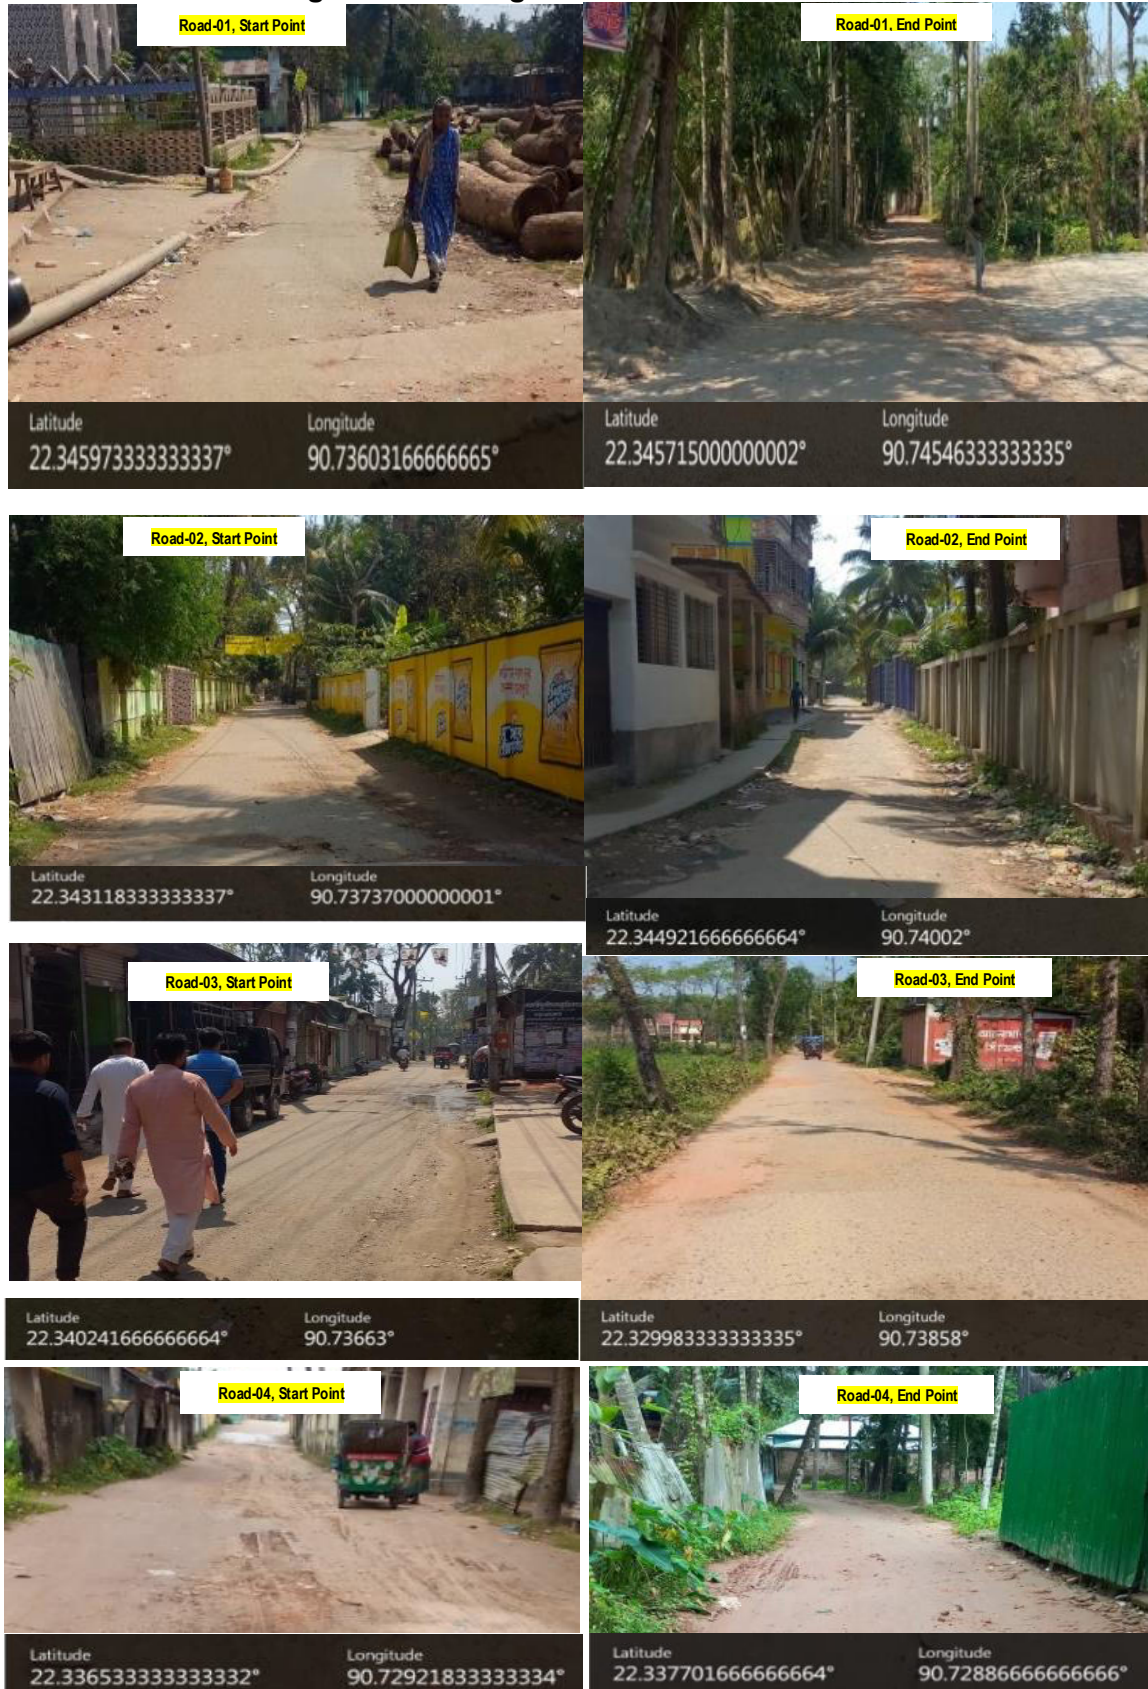 Road-01, Start Point
Road-01, End Point
Latitude
Longitude
22.345973333333337°
90.73603166666665°
Latitude
Longitude
22.345715000000002°
90.74546333333335°
Road-02, Start Point
Road-02, End Point
Latitude
Longitude
22.343118333333337°
90.73737000000001°
Latitude
Longitude
22.344921666666664°
90.74002°
Road-03, Start Point
Road-03, End Point
Latitude
Longitude
22.340241666666664°
90.73663°
Latitude
Longitude
22.329983333333335°
90.73858°
Road-04, Start Point
Road-04, End Point
Latitude
Longitude
22.336533333333332°
90.729218333333334°
Latitude
Longitude
22.337701666666664°
90.72886666666666°